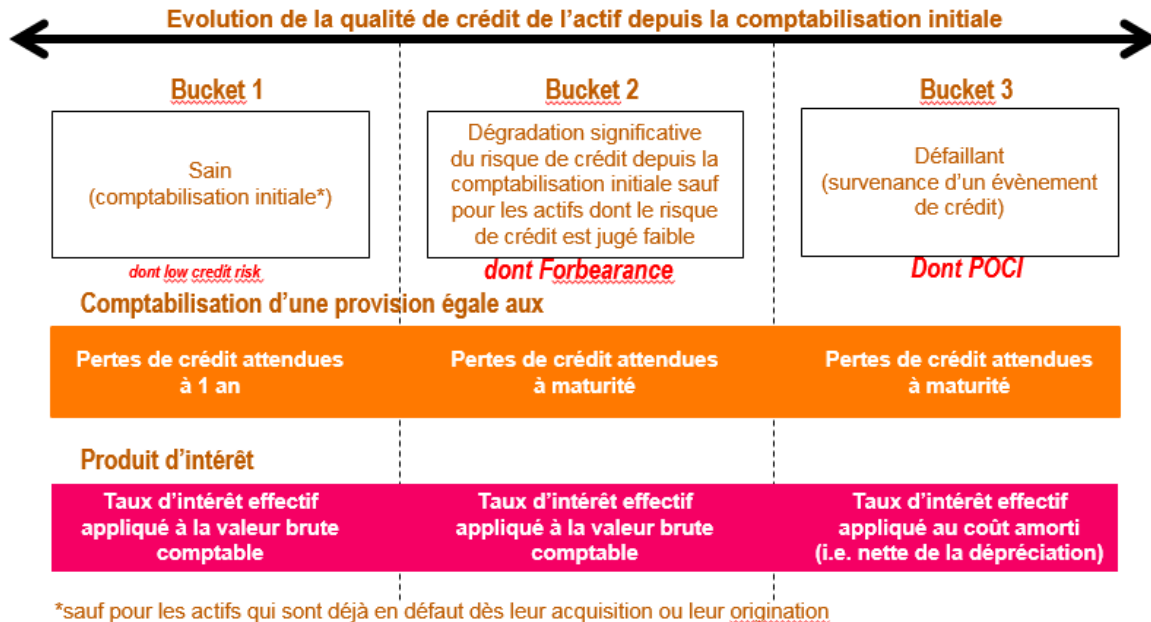 Evolution de la qualité de crédit de l'actif depuis la comptabilisation initiale
Bucket 1
Bucket 2
Bucket 3
Sain
(comptabilisation initiale*)
Dégradation significative
du risque de crédit depuis la
comptabilisation initiale sauf
pour les actifs dont le risque
de crédit est jugé faible
Défaillant
(survenance d'un évènement
de crédit)
dont low credit risk
dont Forbearance
Dont POCI
Comptabilisation d'une provision égale aux
Pertes de crédit attendues
à 1 an
Pertes de crédit attendues
à maturité
Pertes de crédit attendues
à maturité
Produit d'intérêt
Taux d'intérêt effectif
appliqué à la valeur brute
comptable
Taux d'intérêt effectif
appliqué à la valeur brute
comptable
Taux d'intérêt effectif
appliqué au coût amorti
(i.e. nette de la dépréciation)
*sauf pour les actifs qui sont déjà en défaut dès leur acquisition ou leur origination